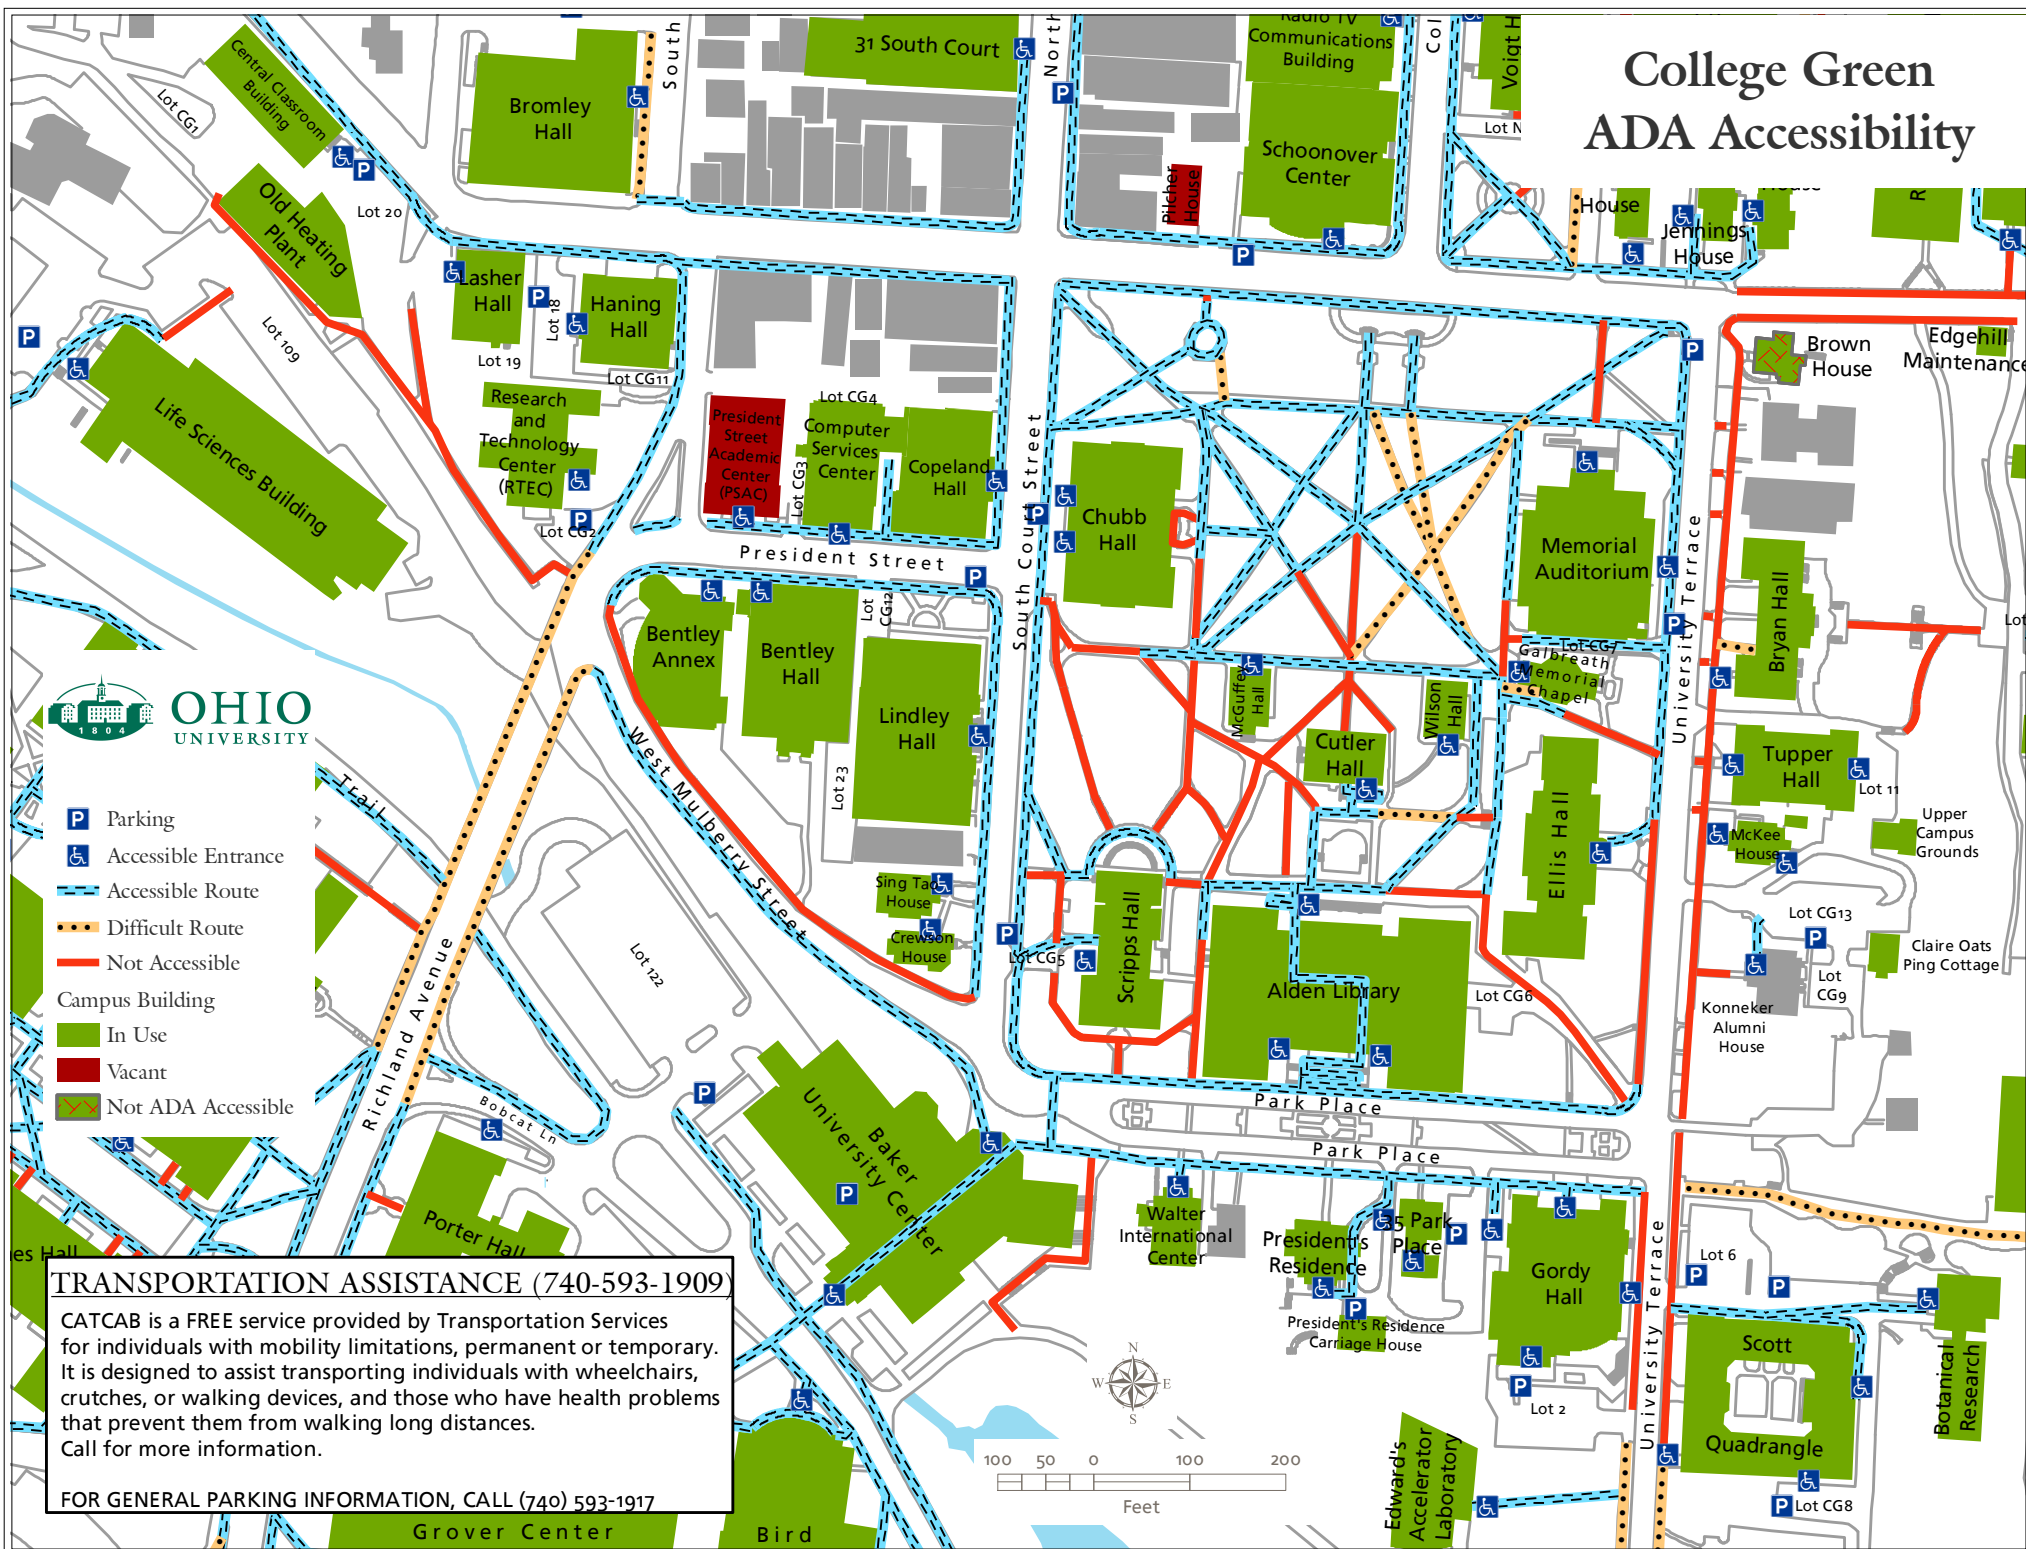 College Green
ADA Accessibility
South
31 South Court
North
Communications
Building
Col
Voigt H
Lot N
Central Classroom
Building
Lot CG1
Bromley
Hall
Schoonover
Center
Pilcher
House
House
Jennings
House
R
Old Heating
Plant
Lot 20
Lasher
Hall
Lot 18
Haning
Hall
Lot 19
Lot CG11
Lot 109
Brown
House
Edgehill
Maintenance
Life Sciences Building
Research
and
Technology
Center
(RTEC)
Lot CG2
President
Street
Academic
Center
(PSAC)
Lot CG3
Lot CG4
Computer
Services
Center
Copeland
Hall
President Street
South Court Street
Chubb
Hall
Memorial
Auditorium
University Terrace
Bryan Hall
Lot
Bentley
Annex
Bentley
Hall
Lot
CG12
Lindley
Hall
Lot 23
Lot CG7
Galbreath
Memorial
Chapel
McGuffey
Hall
Wilson
Hall
Cutler
Hall
Ellis Hall
Tupper
Hall
Lot 11
McKee
House
Upper
Campus
Grounds
West Mulberry Street
Sing Tao
House
Crewson
House
Lot CG5
Scripps Hall
Alden Library
Lot CG6
Lot CG13
Lot
CG9
Claire Oats
Ping Cottage
Konneker
Alumni
House
OHIO
UNIVERSITY
1804
Trail
P Parking
Accessible Entrance
Accessible Route
Difficult Route
Not Accessible
Campus Building
In Use
Vacant
Not ADA Accessible
Richland Avenue
Lot 122
Bobcat Ln
Park Place
Park Place
Baker
University Center
Walter
International
Center
President's
Residence
35 Park
Place
President's Residence
Carriage House
Gordy
Hall
Lot 2
University Terrace
Lot 6
Scott
Quadrangle
Botanical
Research
Lot CG8
Edward's
Accelerator
Laboratory
Porter Hall
es Hall
TRANSPORTATION ASSISTANCE (740-593-1909)
CATCAB is a FREE service provided by Transportation Services
for individuals with mobility limitations, permanent or temporary.
It is designed to assist transporting individuals with wheelchairs,
crutches, or walking devices, and those who have health problems
that prevent them from walking long distances.
Call for more information.
FOR GENERAL PARKING INFORMATION, CALL (740) 593-1917
Grover Center
Bird
N
W E
S
100 50 0 100 200
Feet